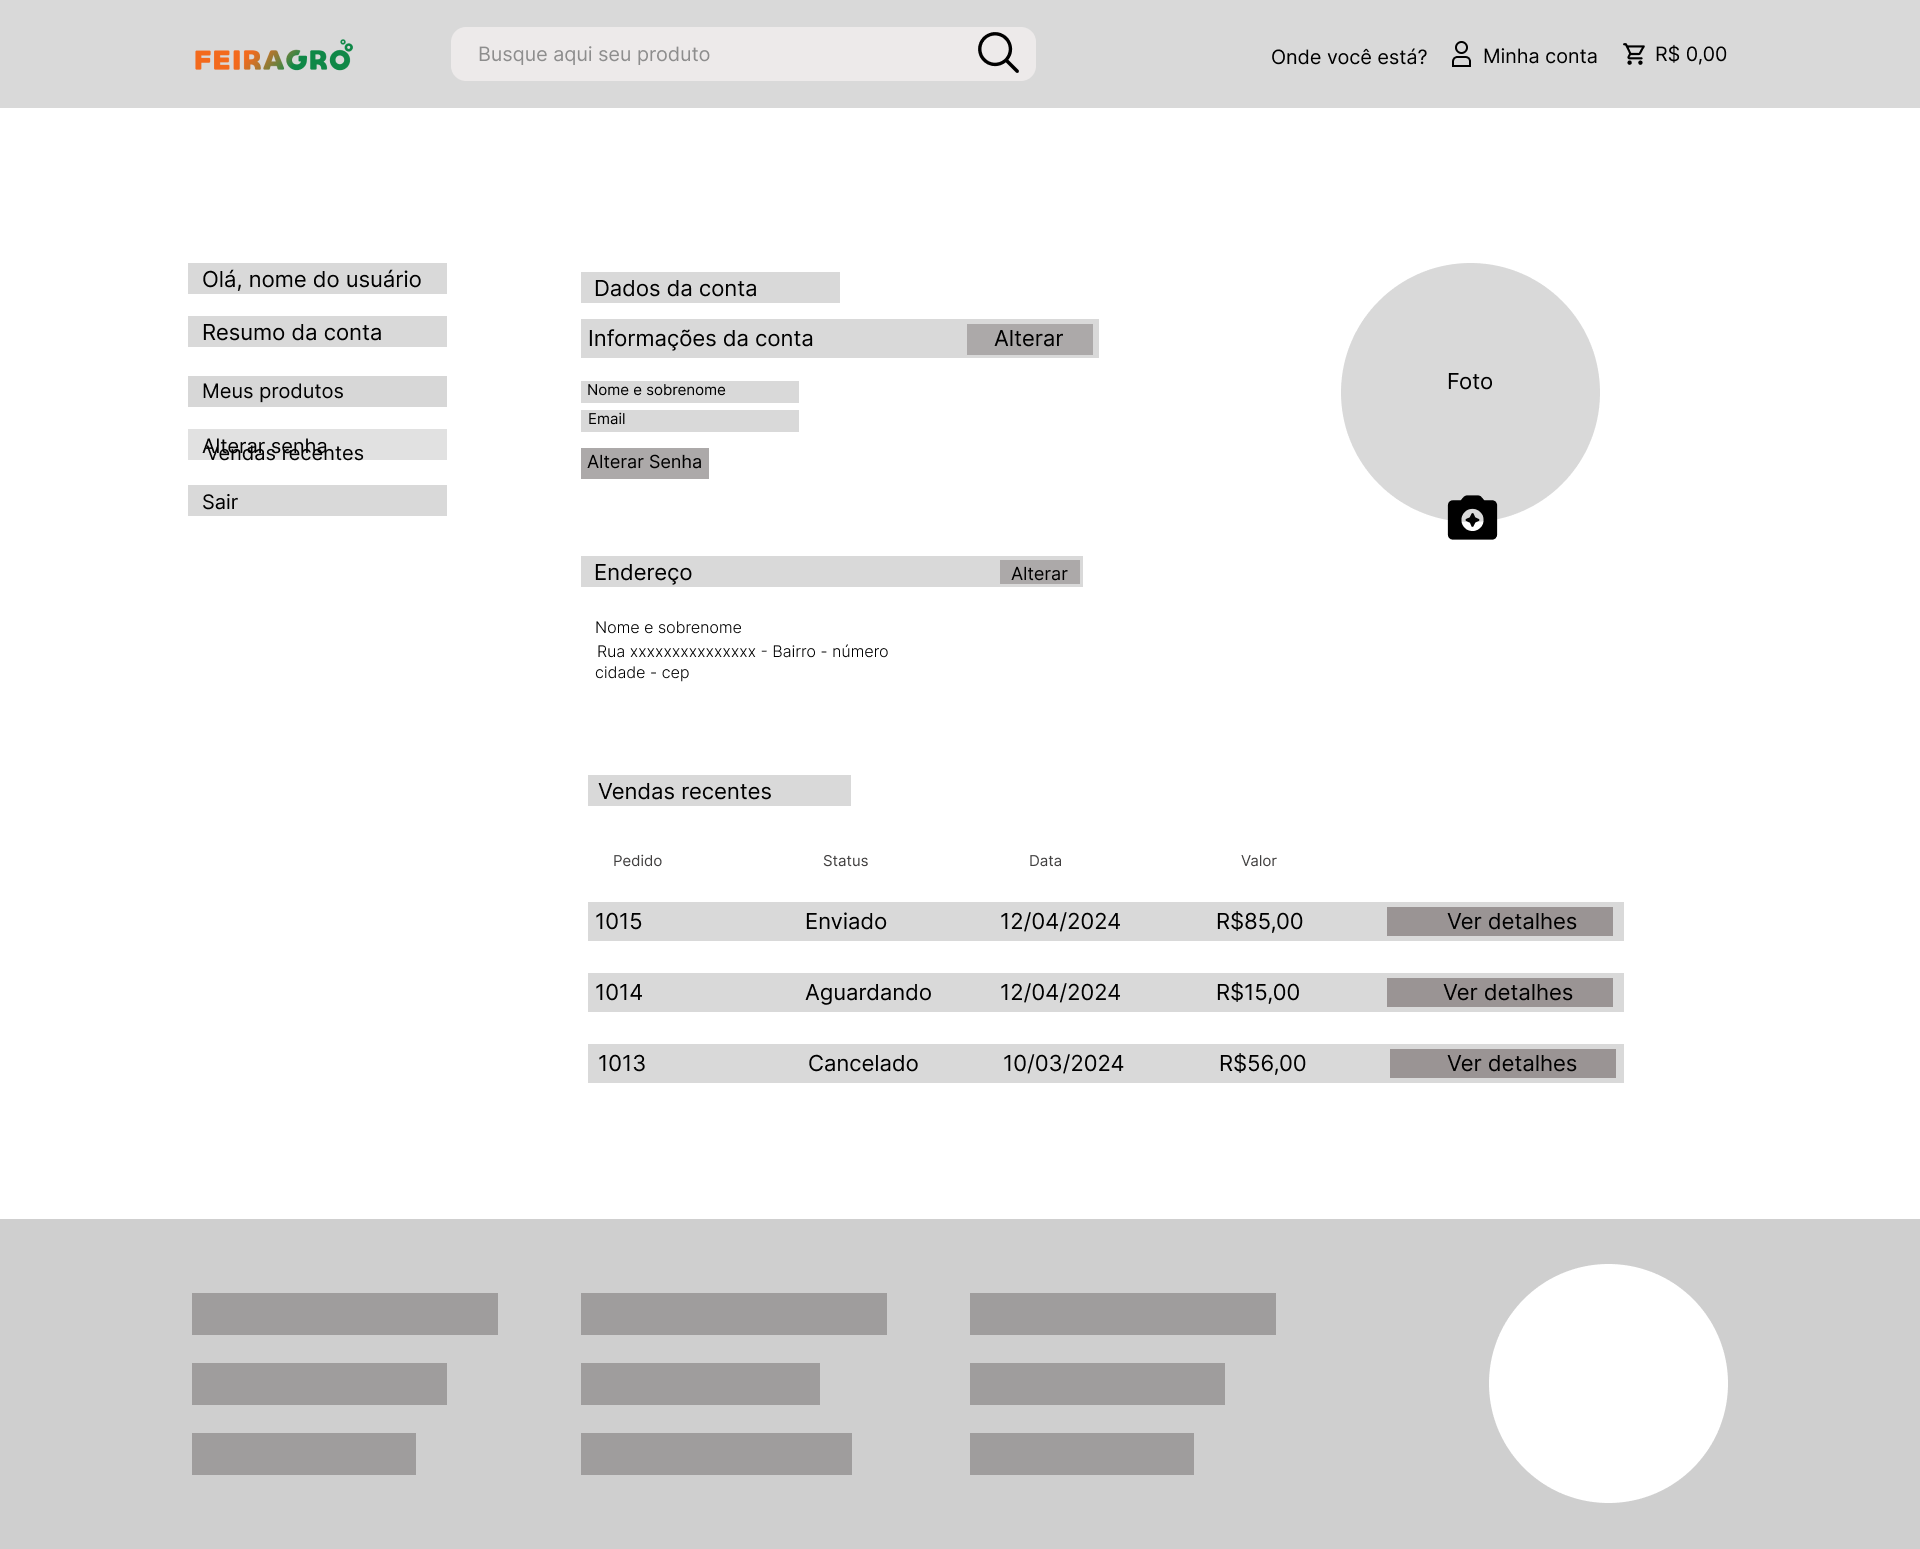 FEIRAGRO
Busque aqui seu produto
Onde você está?
Minha conta
R$ 0,00
Olá, nome do usuário
Resumo da conta
Meus produtos
Alterar senha
Vendas recentes
Sair
Dados da conta
Informações da conta
Alterar
Nome e sobrenome
Email
Alterar Senha
Foto
Endereço
Alterar
Nome e sobrenome
Rua xxxxxxxxxxxxxxx - Bairro - número
cidade - cep
Vendas recentes
Pedido Status Data Valor
1015 Enviado 12/04/2024 R$85,00 Ver detalhes
1014 Aguardando 12/04/2024 R$15,00 Ver detalhes
1013 Cancelado 10/03/2024 R$56,00 Ver detalhes